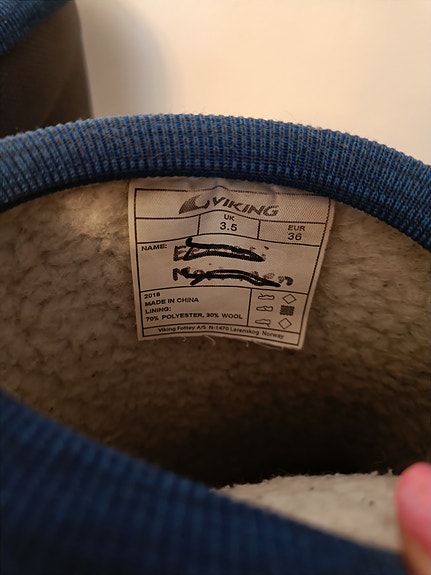 VIKING
UK EUR
3.5 36
NAME:
2018
MADE IN CHINA
LINING:
70% POLYESTER, 30% WOOL
Viking Fottøy A/S N-1470 Lørenskog Norway